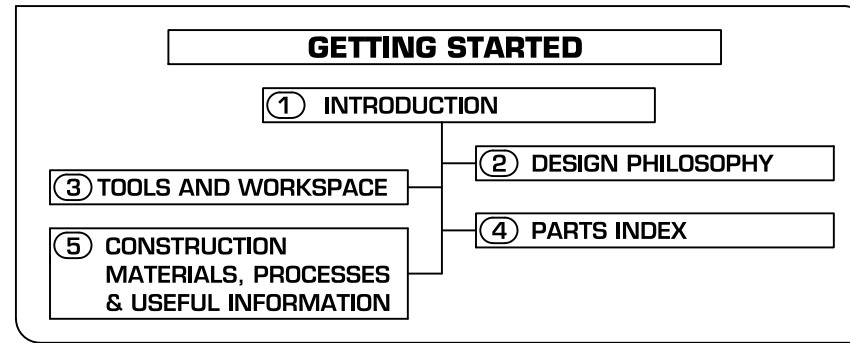 GETTING STARTED
1 INTRODUCTION
2 DESIGN PHILOSOPHY
3 TOOLS AND WORKSPACE
4 PARTS INDEX
5 CONSTRUCTION
MATERIALS, PROCESSES
& USEFUL INFORMATION